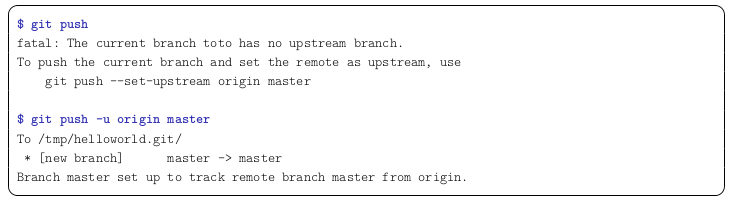 $ git push
fatal: The current branch toto has no upstream branch.
To push the current branch and set the remote as upstream, use
    git push --set-upstream origin master

$ git push -u origin master
To /tmp/helloworld.git/
 * [new branch]      master -> master
Branch master set up to track remote branch master from origin.